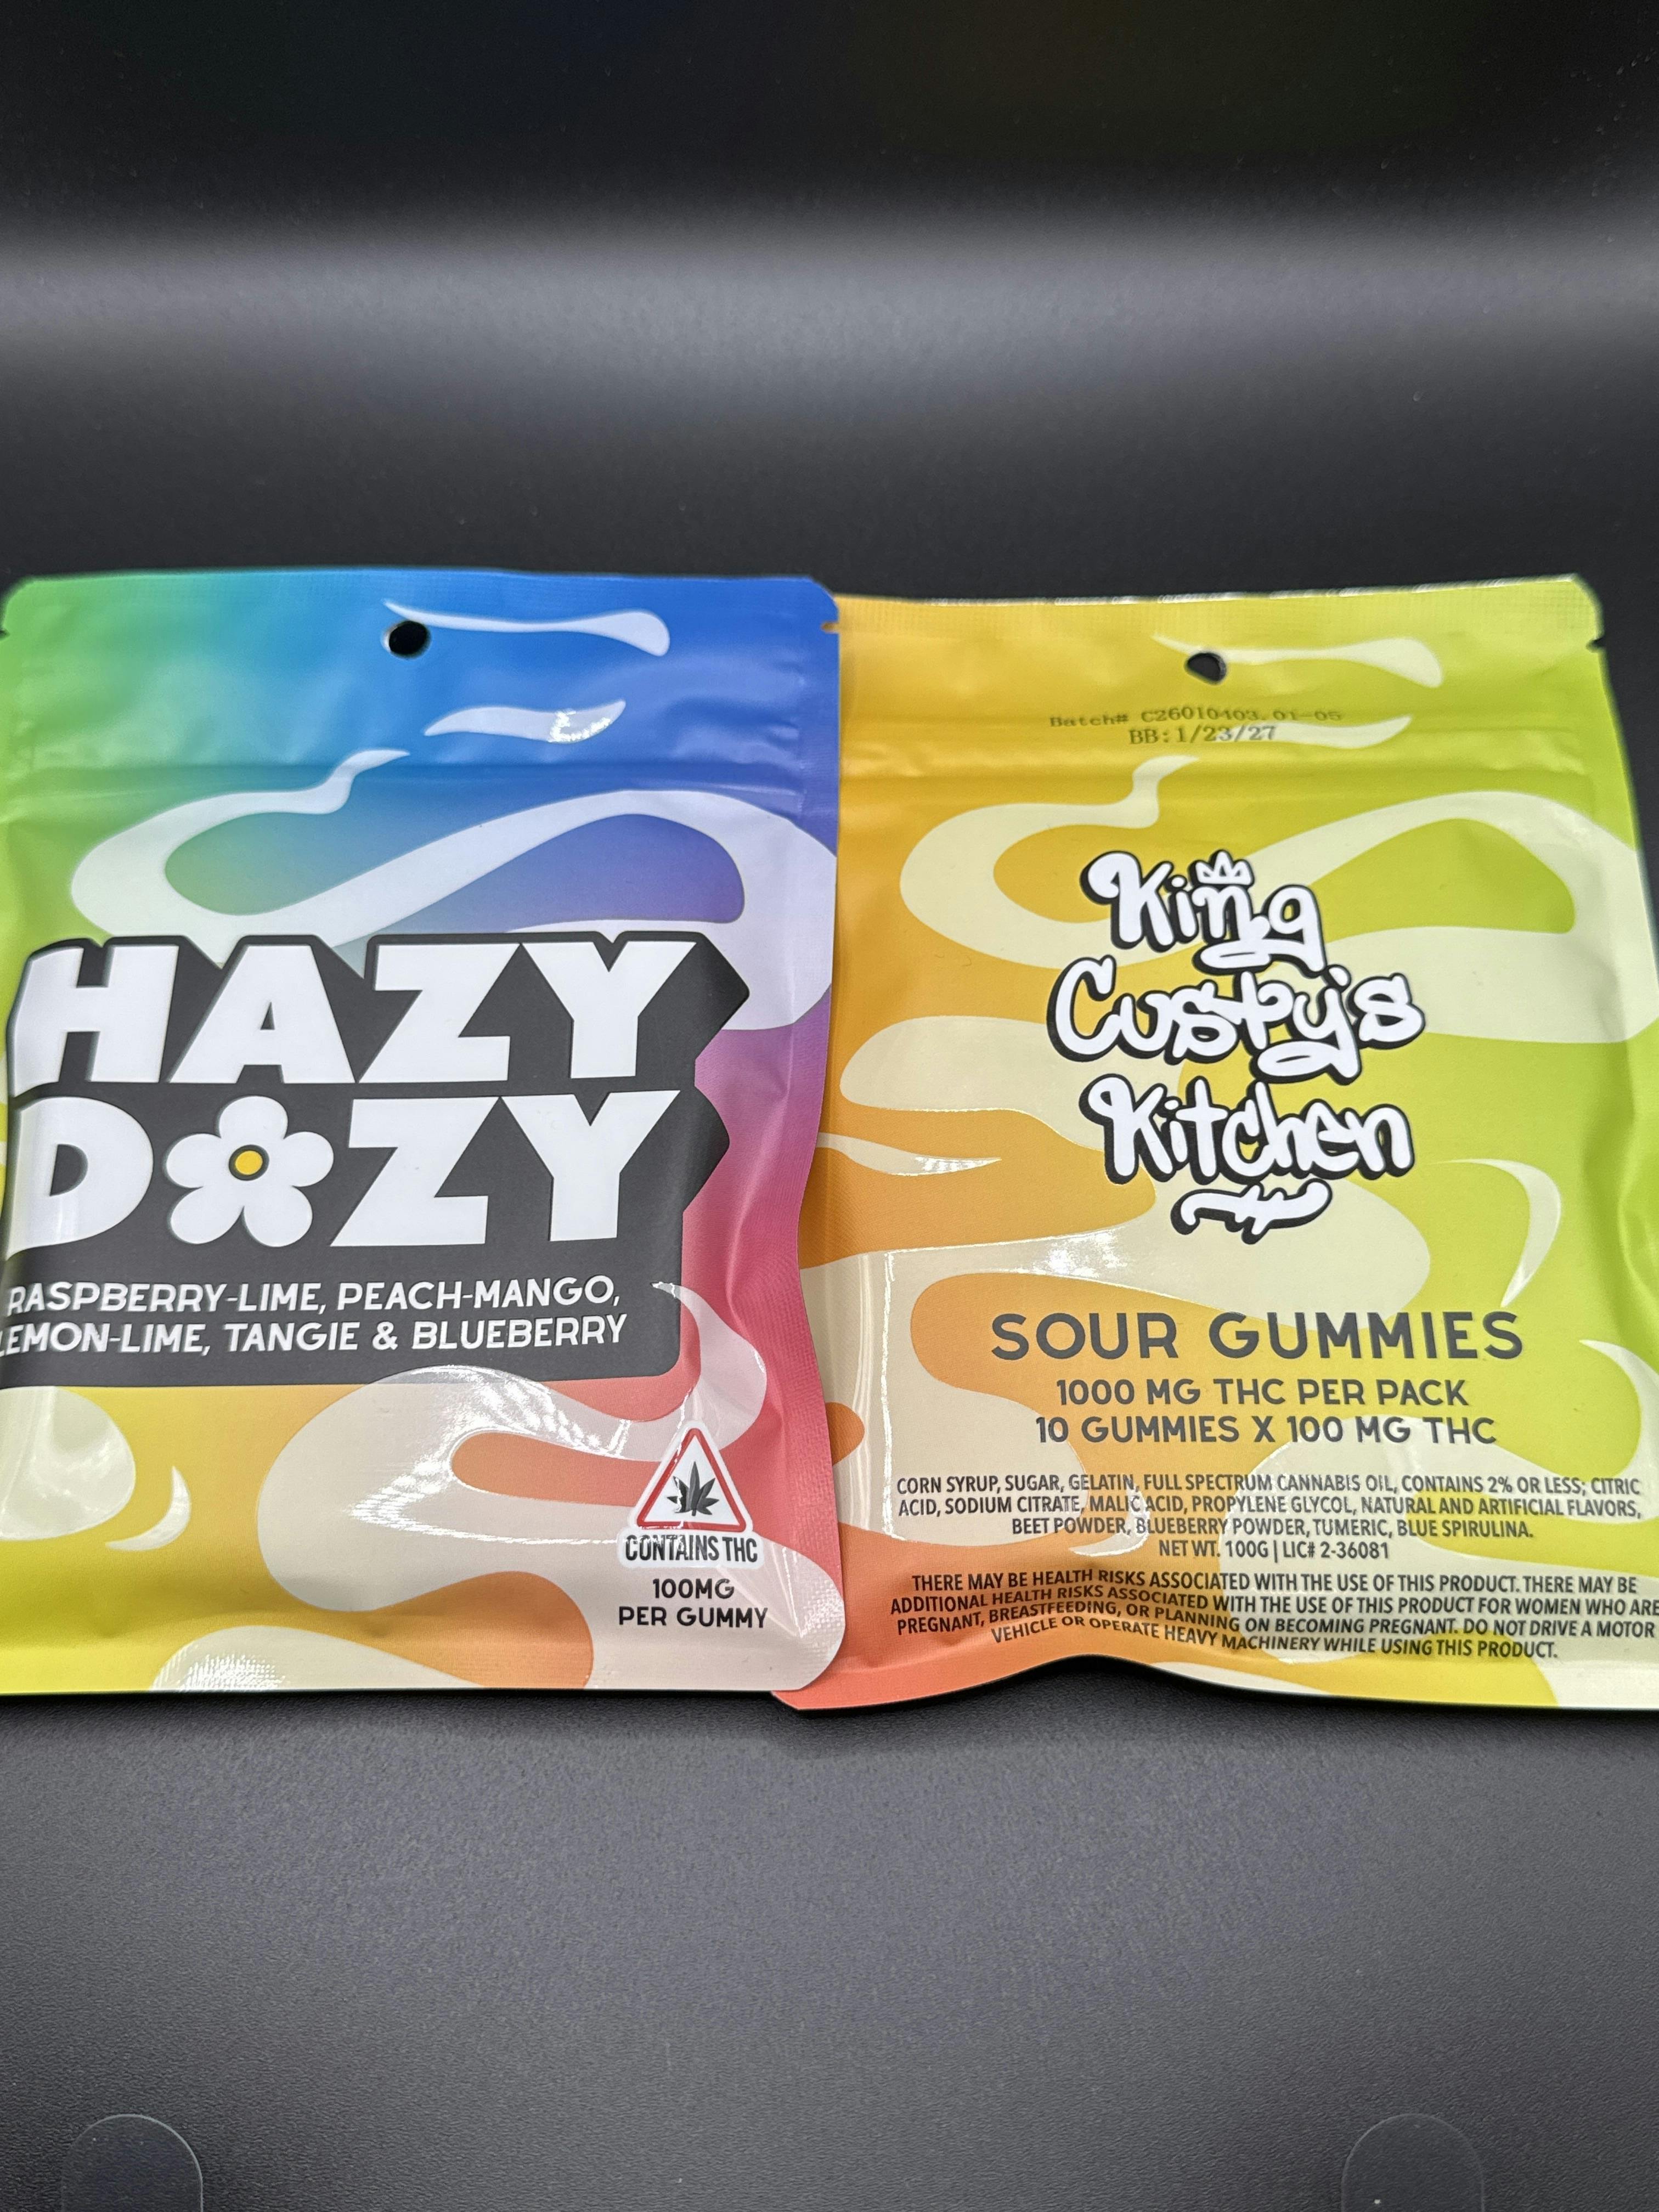 HAZY
DOZY
RASPBERRY-LIME, PEACH-MANGO,
LEMON-LIME, TANGIE & BLUEBERRY
CONTAINS THC
100MG
PER GUMMY
Batch# C26010403.01-05
BB:1/23/27
King
Cuspy's
Kitchen
SOUR GUMMIES
1000 MG THC PER PACK
10 GUMMIES X 100 MG THC
CORN SYRUP, SUGAR, GELATIN, FULL SPECTRUM CANNABIS OIL, CONTAINS 2% OR LESS; CITRIC
ACID, SODIUM CITRATE, MALIC ACID, PROPYLENE GLYCOL, NATURAL AND ARTIFICIAL FLAVORS,
BEET POWDER, BLUEBERRY POWDER, TUMERIC, BLUE SPIRULINA.
NET WT. 100G | LIC# 2-36081
THERE MAY BE HEALTH RISKS ASSOCIATED WITH THE USE OF THIS PRODUCT. THERE MAY BE
ADDITIONAL HEALTH RISKS ASSOCIATED WITH THE USE OF THIS PRODUCT FOR WOMEN WHO ARE
PREGNANT, BREASTFEEDING, OR PLANNING ON BECOMING PREGNANT. DO NOT DRIVE A MOTOR
VEHICLE OR OPERATE HEAVY MACHINERY WHILE USING THIS PRODUCT.